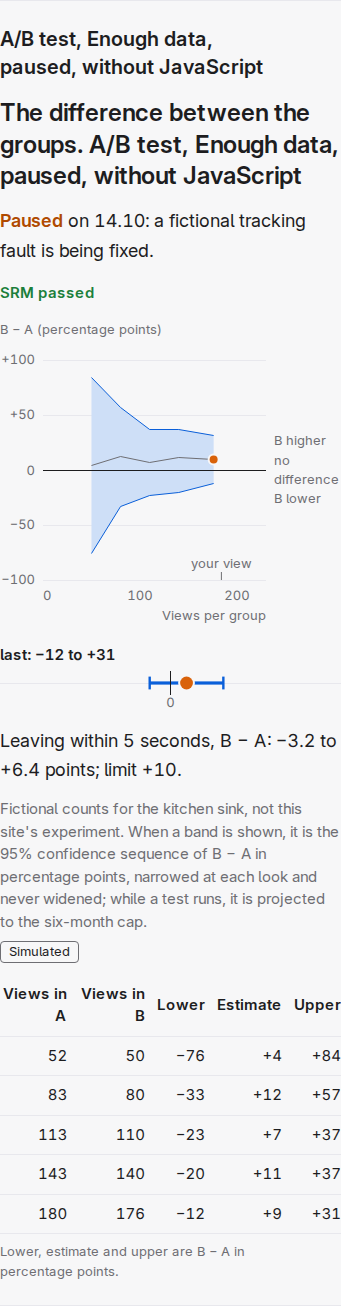 A/B test, Enough data,
paused, without JavaScript
The difference between the
groups. A/B test, Enough data,
paused, without JavaScript
Paused on 14.10: a fictional tracking
fault is being fixed.
SRM passed
B − A (percentage points)
+100
+50
0
−50
−100
B higher
no
difference
B lower
your view
0 100 200
Views per group
last: −12 to +31
0
Leaving within 5 seconds, B − A: −3.2 to
+6.4 points; limit +10.
Fictional counts for the kitchen sink, not this
site's experiment. When a band is shown, it is the
95% confidence sequence of B − A in
percentage points, narrowed at each look and
never widened; while a test runs, it is projected
to the six-month cap.
Simulated
Views in A Views in B Lower Estimate Upper
52 50 −76 +4 +84
83 80 −33 +12 +57
113 110 −23 +7 +37
143 140 −20 +11 +37
180 176 −12 +9 +31
Lower, estimate and upper are B − A in
percentage points.